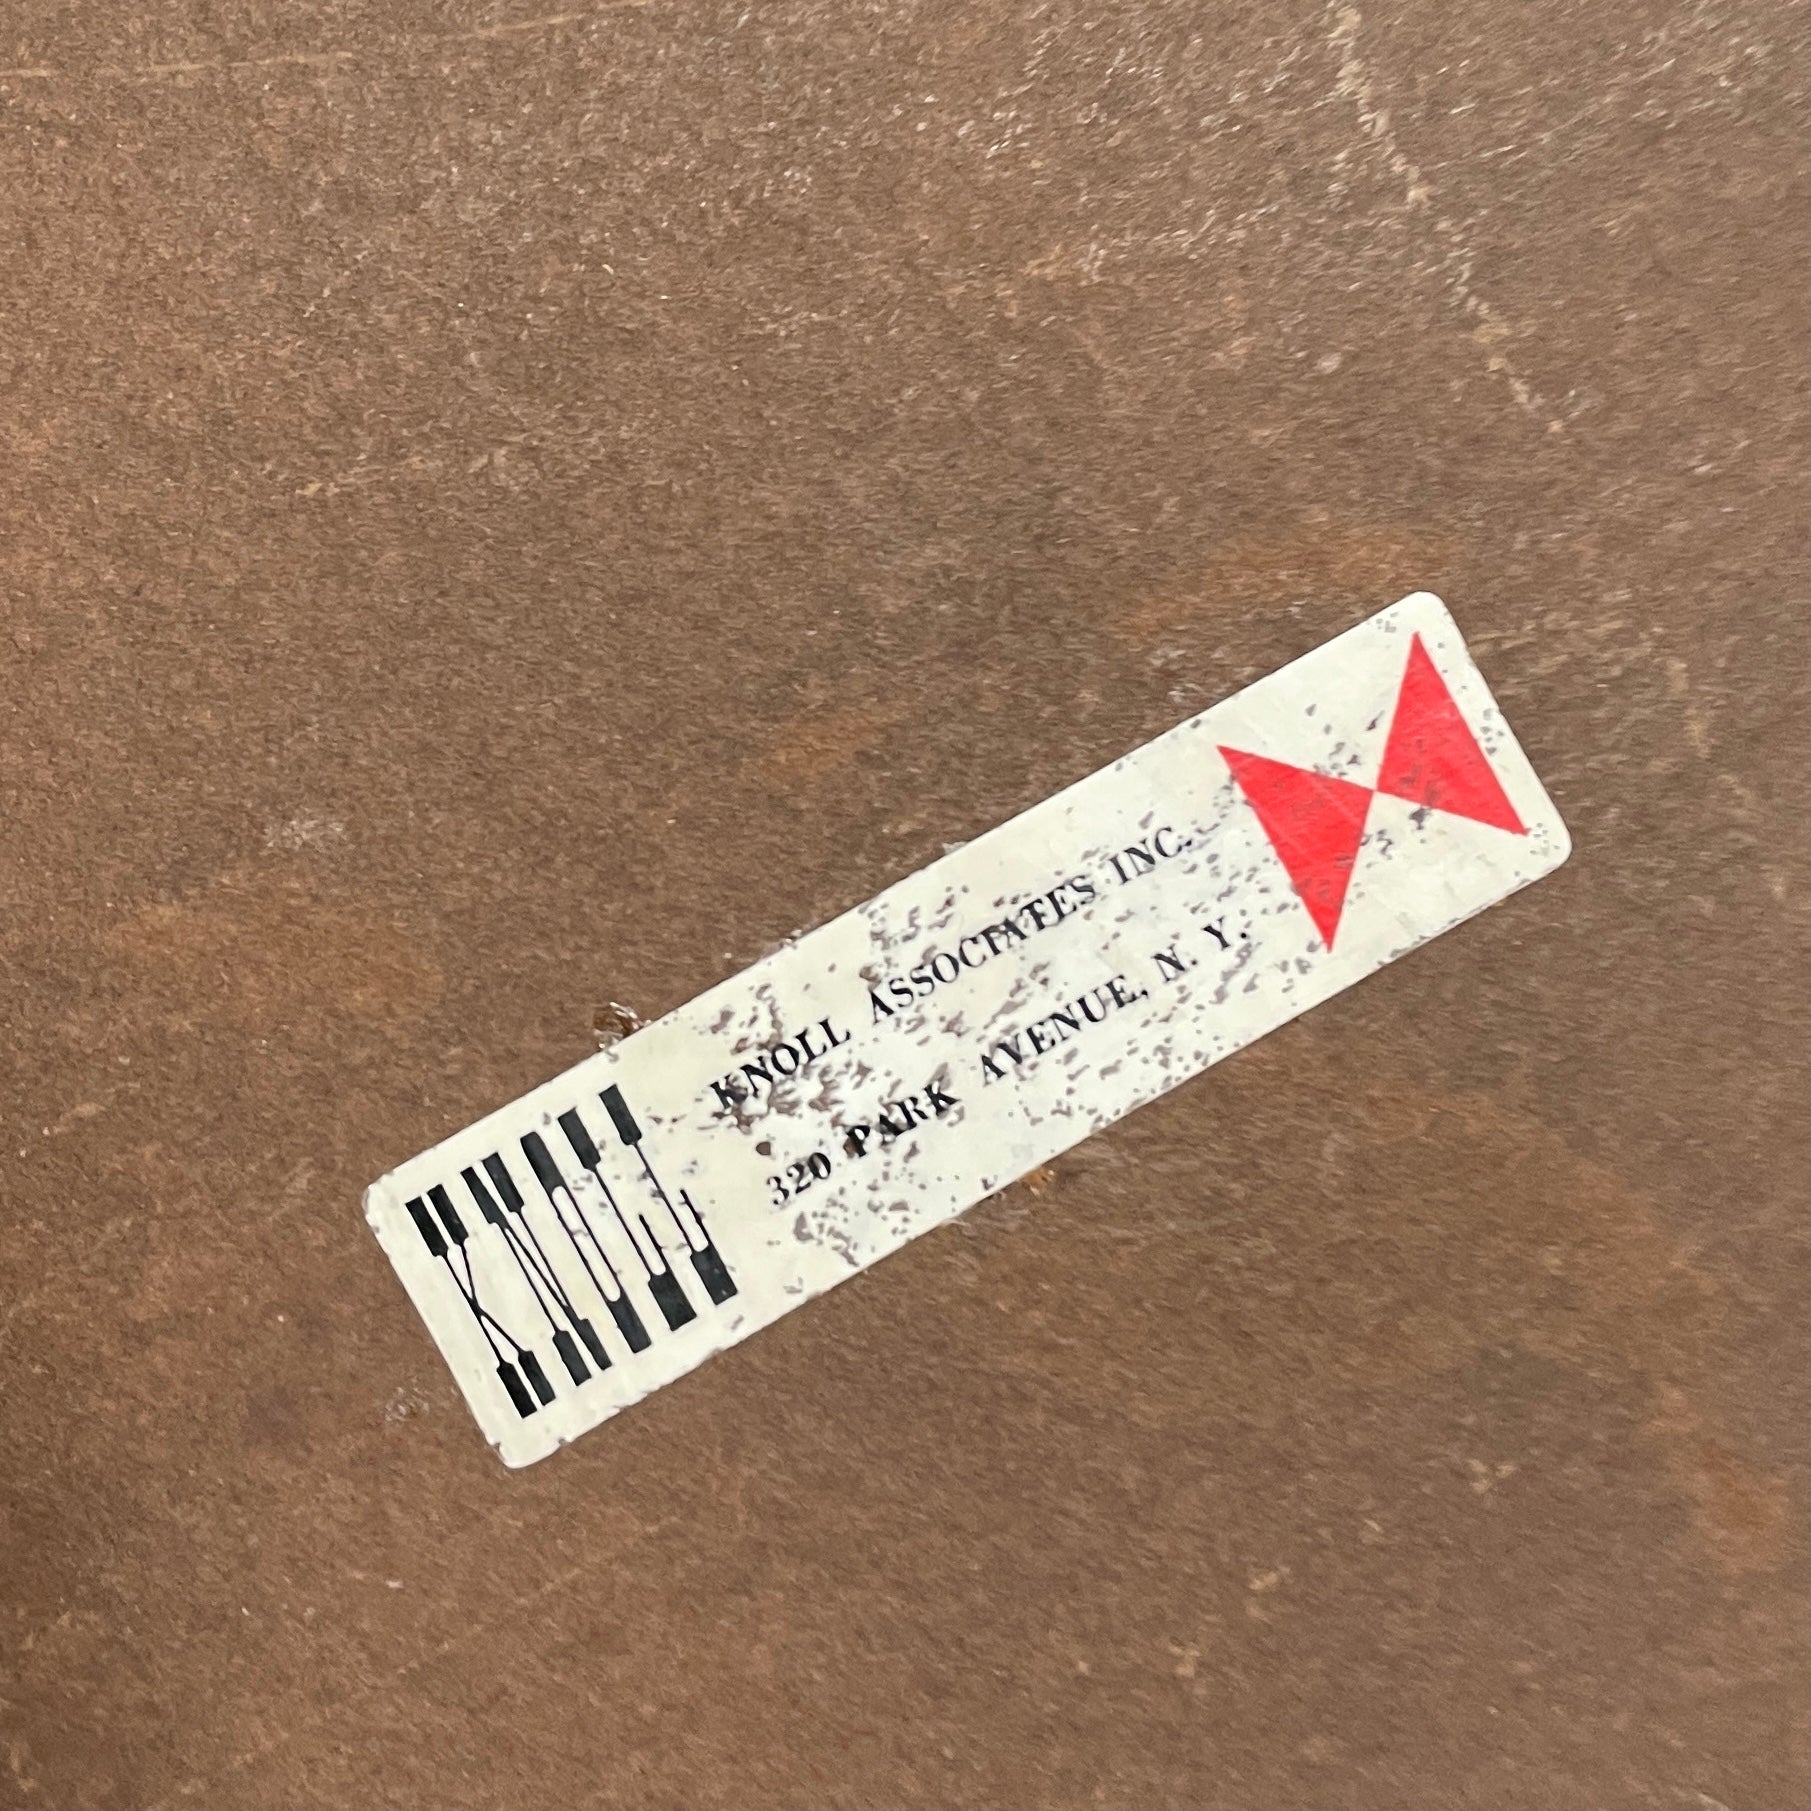 KNOLL
KNOLL ASSOCIATES INC.
320 PARK AVENUE, N. Y.